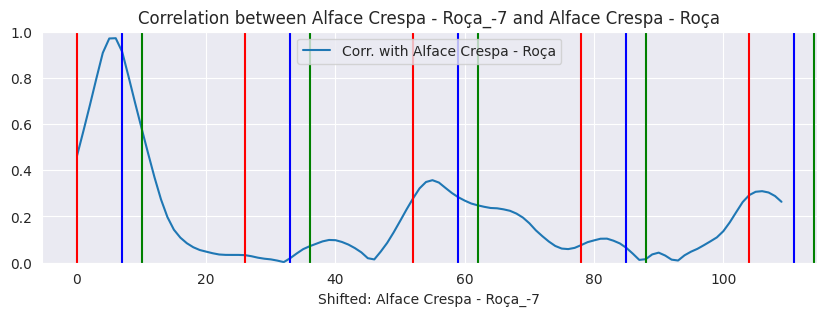 Correlation between Alface Crespa - Roça_-7 and Alface Crespa - Roça
1.0
0.8
0.6
0.4
0.2
0.0
Corr. with Alface Crespa - Roça
0 20 40 60 80 100
Shifted: Alface Crespa - Roça_-7